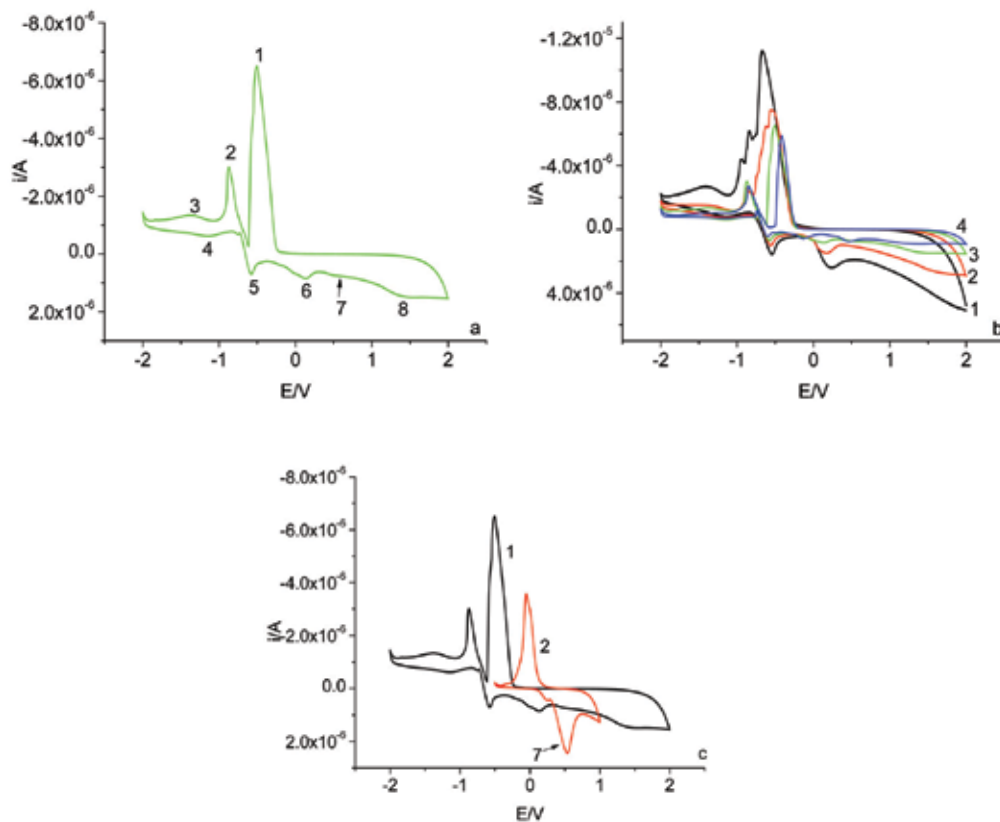 -8.0x10⁻⁶
-6.0x10⁻⁶
-4.0x10⁻⁶
-2.0x10⁻⁶
0.0
2.0x10⁻⁶
i/A
1
2
3
4
5
6
7
8
a
-2 -1 0 1 2
E/V
-1.2x10⁻⁵
-8.0x10⁻⁶
-4.0x10⁻⁶
0.0
4.0x10⁻⁶
i/A
4
3
2
1
b
-2 -1 0 1 2
E/V
-8.0x10⁻⁶
-6.0x10⁻⁶
-4.0x10⁻⁶
-2.0x10⁻⁶
0.0
2.0x10⁻⁶
i/A
1
2
7
c
-2 -1 0 1 2
E/V